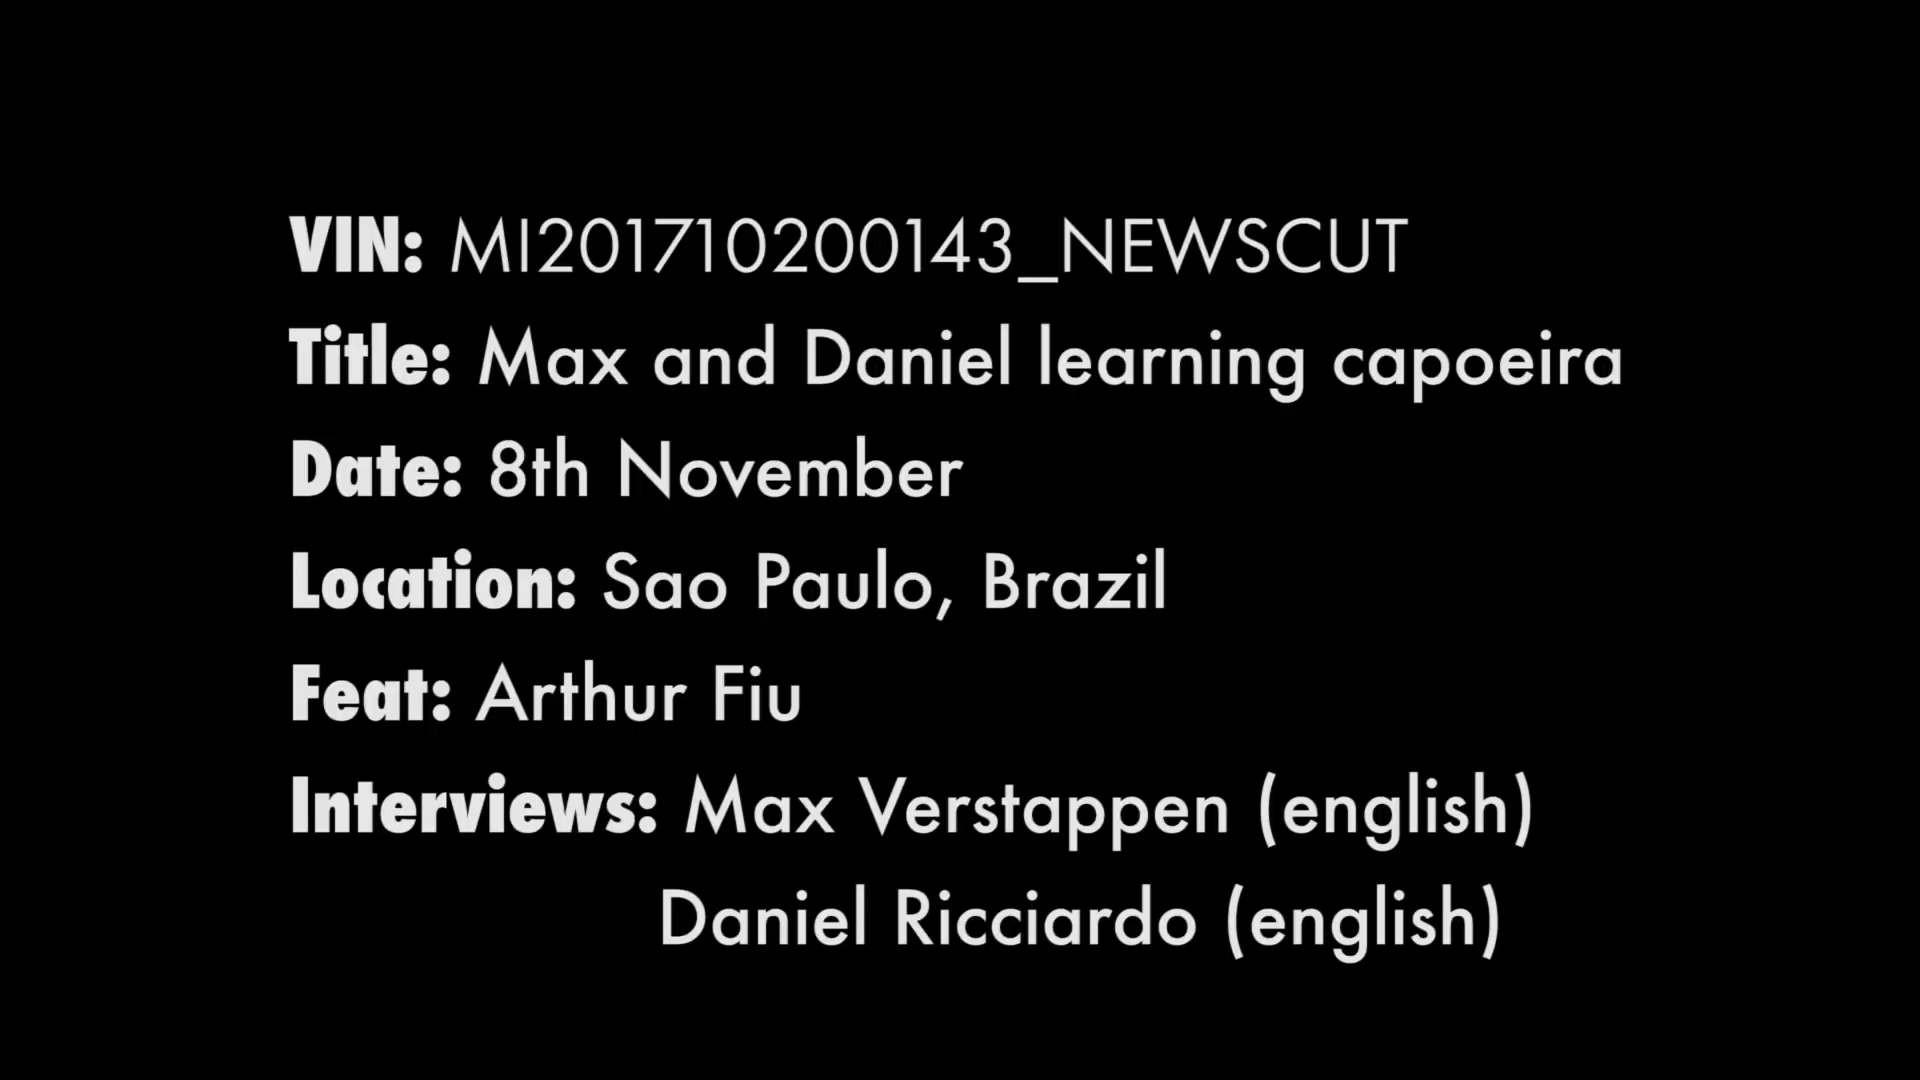 VIN: MI201710200143_NEWSCUT
Title: Max and Daniel learning capoeira
Date: 8th November
Location: Sao Paulo, Brazil
Feat: Arthur Fiu
Interviews: Max Verstappen (english)
Daniel Ricciardo (english)